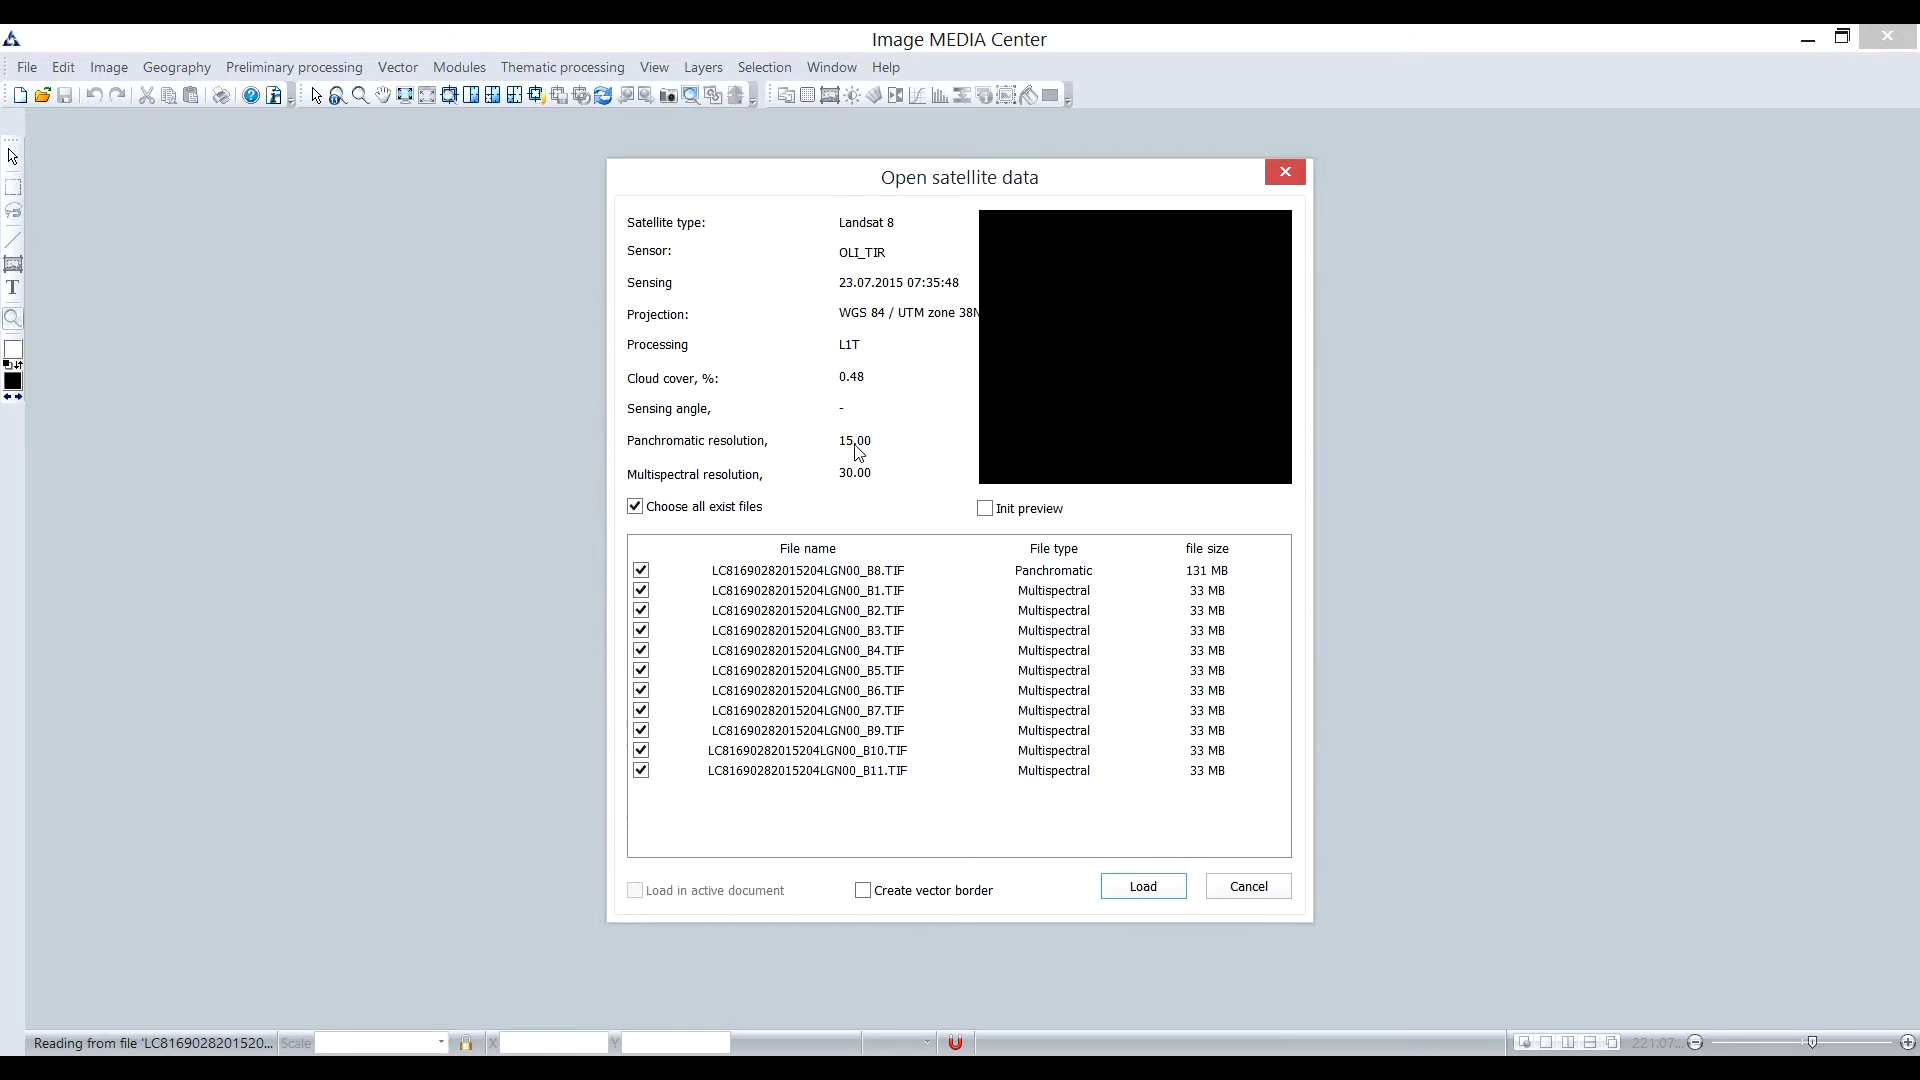 Image MEDIA Center
File Edit Image Geography Preliminary processing Vector Modules Thematic processing View Layers Selection Window Help
Open satellite data
Satellite type: Landsat 8
Sensor: OLI_TIR
Sensing 23.07.2015 07:35:48
Projection: WGS 84 / UTM zone 38N
Processing L1T
Cloud cover, %: 0.48
Sensing angle, -
Panchromatic resolution, 15.00
Multispectral resolution, 30.00
Choose all exist files Init preview
File name File type file size
LC81690282015204LGN00_B8.TIF Panchromatic 131 MB
LC81690282015204LGN00_B1.TIF Multispectral 33 MB
LC81690282015204LGN00_B2.TIF Multispectral 33 MB
LC81690282015204LGN00_B3.TIF Multispectral 33 MB
LC81690282015204LGN00_B4.TIF Multispectral 33 MB
LC81690282015204LGN00_B5.TIF Multispectral 33 MB
LC81690282015204LGN00_B6.TIF Multispectral 33 MB
LC81690282015204LGN00_B7.TIF Multispectral 33 MB
LC81690282015204LGN00_B9.TIF Multispectral 33 MB
LC81690282015204LGN00_B10.TIF Multispectral 33 MB
LC81690282015204LGN00_B11.TIF Multispectral 33 MB
Load in active document Create vector border Load Cancel
T
Reading from file 'LC8169028201520... Scale X Y 221.07...